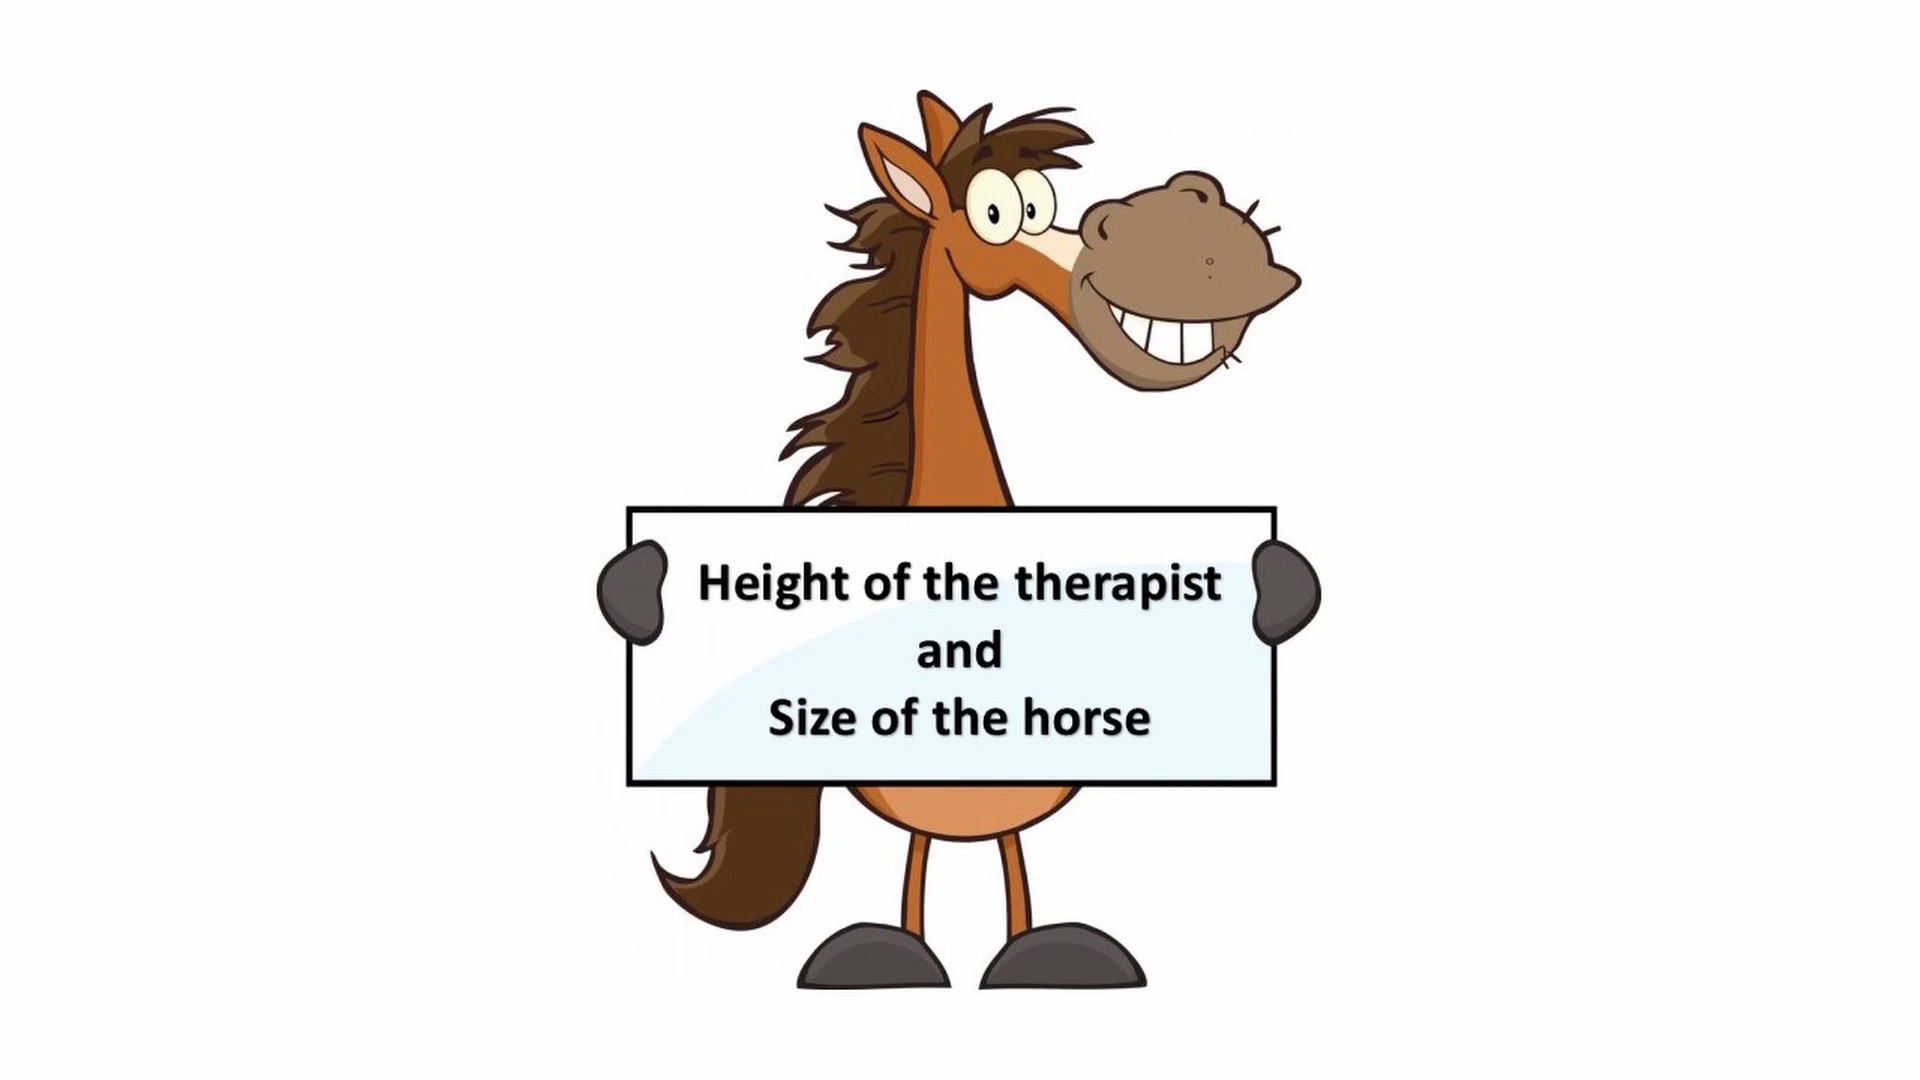 Height of the therapist
and
Size of the horse